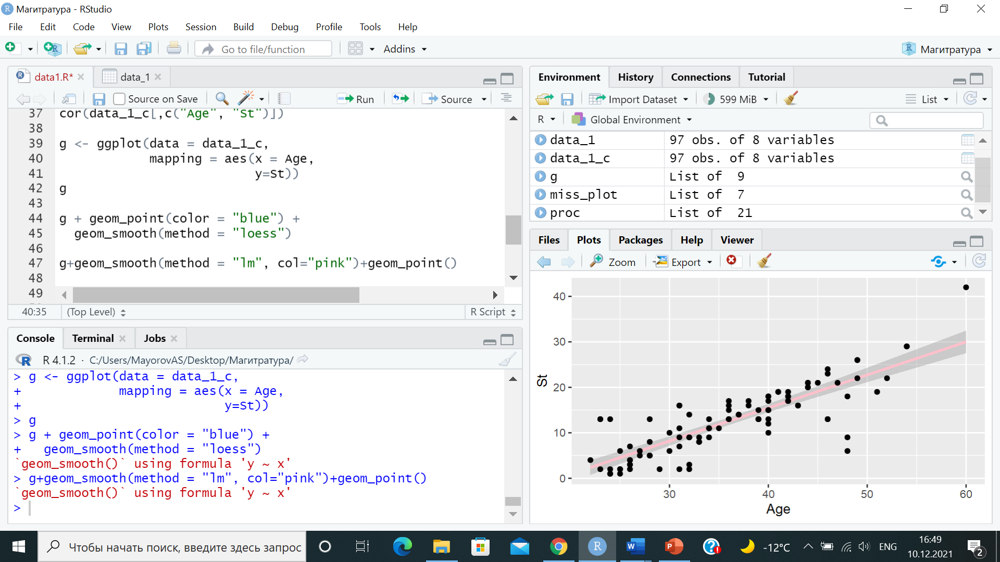 Магитратура - RStudio
File Edit Code View Plots Session Build Debug Profile Tools Help
Go to file/function Addins Магитратура
data1.R* data_1
Source on Save Run Source
37 cor(data_1_c[,c("Age", "St")])
38
39 g <- ggplot(data = data_1_c,
40 mapping = aes(x = Age,
41 y=St))
42 g
43
44 g + geom_point(color = "blue") +
45 geom_smooth(method = "loess")
46
47 g+geom_smooth(method = "lm", col="pink")+geom_point()
48
49
40:35 (Top Level) R Script
Console Terminal Jobs
R 4.1.2 · C:/Users/MayorovAS/Desktop/Магитратура/
> g <- ggplot(data = data_1_c,
+ mapping = aes(x = Age,
+ y=St))
> g
> g + geom_point(color = "blue") +
+ geom_smooth(method = "loess")
`geom_smooth()` using formula 'y ~ x'
> g+geom_smooth(method = "lm", col="pink")+geom_point()
`geom_smooth()` using formula 'y ~ x'
>
Environment History Connections Tutorial
Import Dataset 599 MiB List
R Global Environment
data_1 97 obs. of 8 variables
data_1_c 97 obs. of 8 variables
g List of 9
miss_plot List of 7
proc List of 21
Files Plots Packages Help Viewer
Zoom Export
40
30
20
10
0
St
30 40 50 60
Age
Чтобы начать поиск, введите здесь запрос
-12°C ENG 16:49
10.12.2021
2